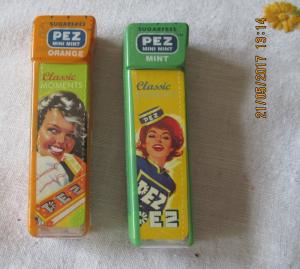 SUGARFREE
PEZ
MINI MINT
ORANGE
Classic
MOMENTS
PEZ
SUGARFREE
PEZ
MINI MINT
MINT
Classic
PEZ
PEZ
EZ
21/05/2017 13:14